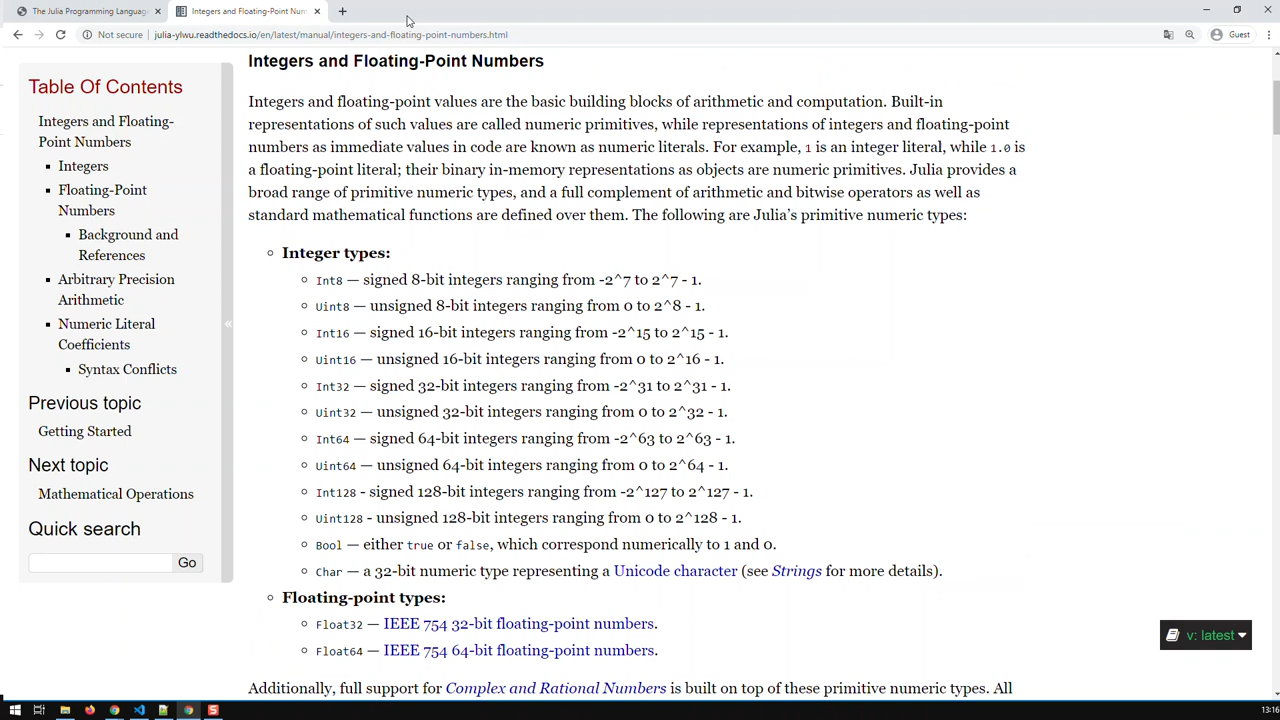 The Julia Programming Language
Integers and Floating-Point Num
Not secure
julia-ylwu.readthedocs.io/en/latest/manual/integers-and-floating-point-numbers.html
Guest
Table Of Contents
Integers and Floating-
Point Numbers
Integers
Floating-Point
Numbers
Background and
References
Arbitrary Precision
Arithmetic
Numeric Literal
Coefficients
Syntax Conflicts
Previous topic
Getting Started
Next topic
Mathematical Operations
Quick search
Go
«
Integers and Floating-Point Numbers
Integers and floating-point values are the basic building blocks of arithmetic and computation. Built-in
representations of such values are called numeric primitives, while representations of integers and floating-point
numbers as immediate values in code are known as numeric literals. For example, 1 is an integer literal, while 1.0 is
a floating-point literal; their binary in-memory representations as objects are numeric primitives. Julia provides a
broad range of primitive numeric types, and a full complement of arithmetic and bitwise operators as well as
standard mathematical functions are defined over them. The following are Julia’s primitive numeric types:
Integer types:
Int8 — signed 8-bit integers ranging from -2^7 to 2^7 - 1.
Uint8 — unsigned 8-bit integers ranging from 0 to 2^8 - 1.
Int16 — signed 16-bit integers ranging from -2^15 to 2^15 - 1.
Uint16 — unsigned 16-bit integers ranging from 0 to 2^16 - 1.
Int32 — signed 32-bit integers ranging from -2^31 to 2^31 - 1.
Uint32 — unsigned 32-bit integers ranging from 0 to 2^32 - 1.
Int64 — signed 64-bit integers ranging from -2^63 to 2^63 - 1.
Uint64 — unsigned 64-bit integers ranging from 0 to 2^64 - 1.
Int128 - signed 128-bit integers ranging from -2^127 to 2^127 - 1.
Uint128 - unsigned 128-bit integers ranging from 0 to 2^128 - 1.
Bool — either true or false, which correspond numerically to 1 and 0.
Char — a 32-bit numeric type representing a Unicode character (see Strings for more details).
Floating-point types:
Float32 — IEEE 754 32-bit floating-point numbers.
Float64 — IEEE 754 64-bit floating-point numbers.
Additionally, full support for Complex and Rational Numbers is built on top of these primitive numeric types. All
v: latest
13:16